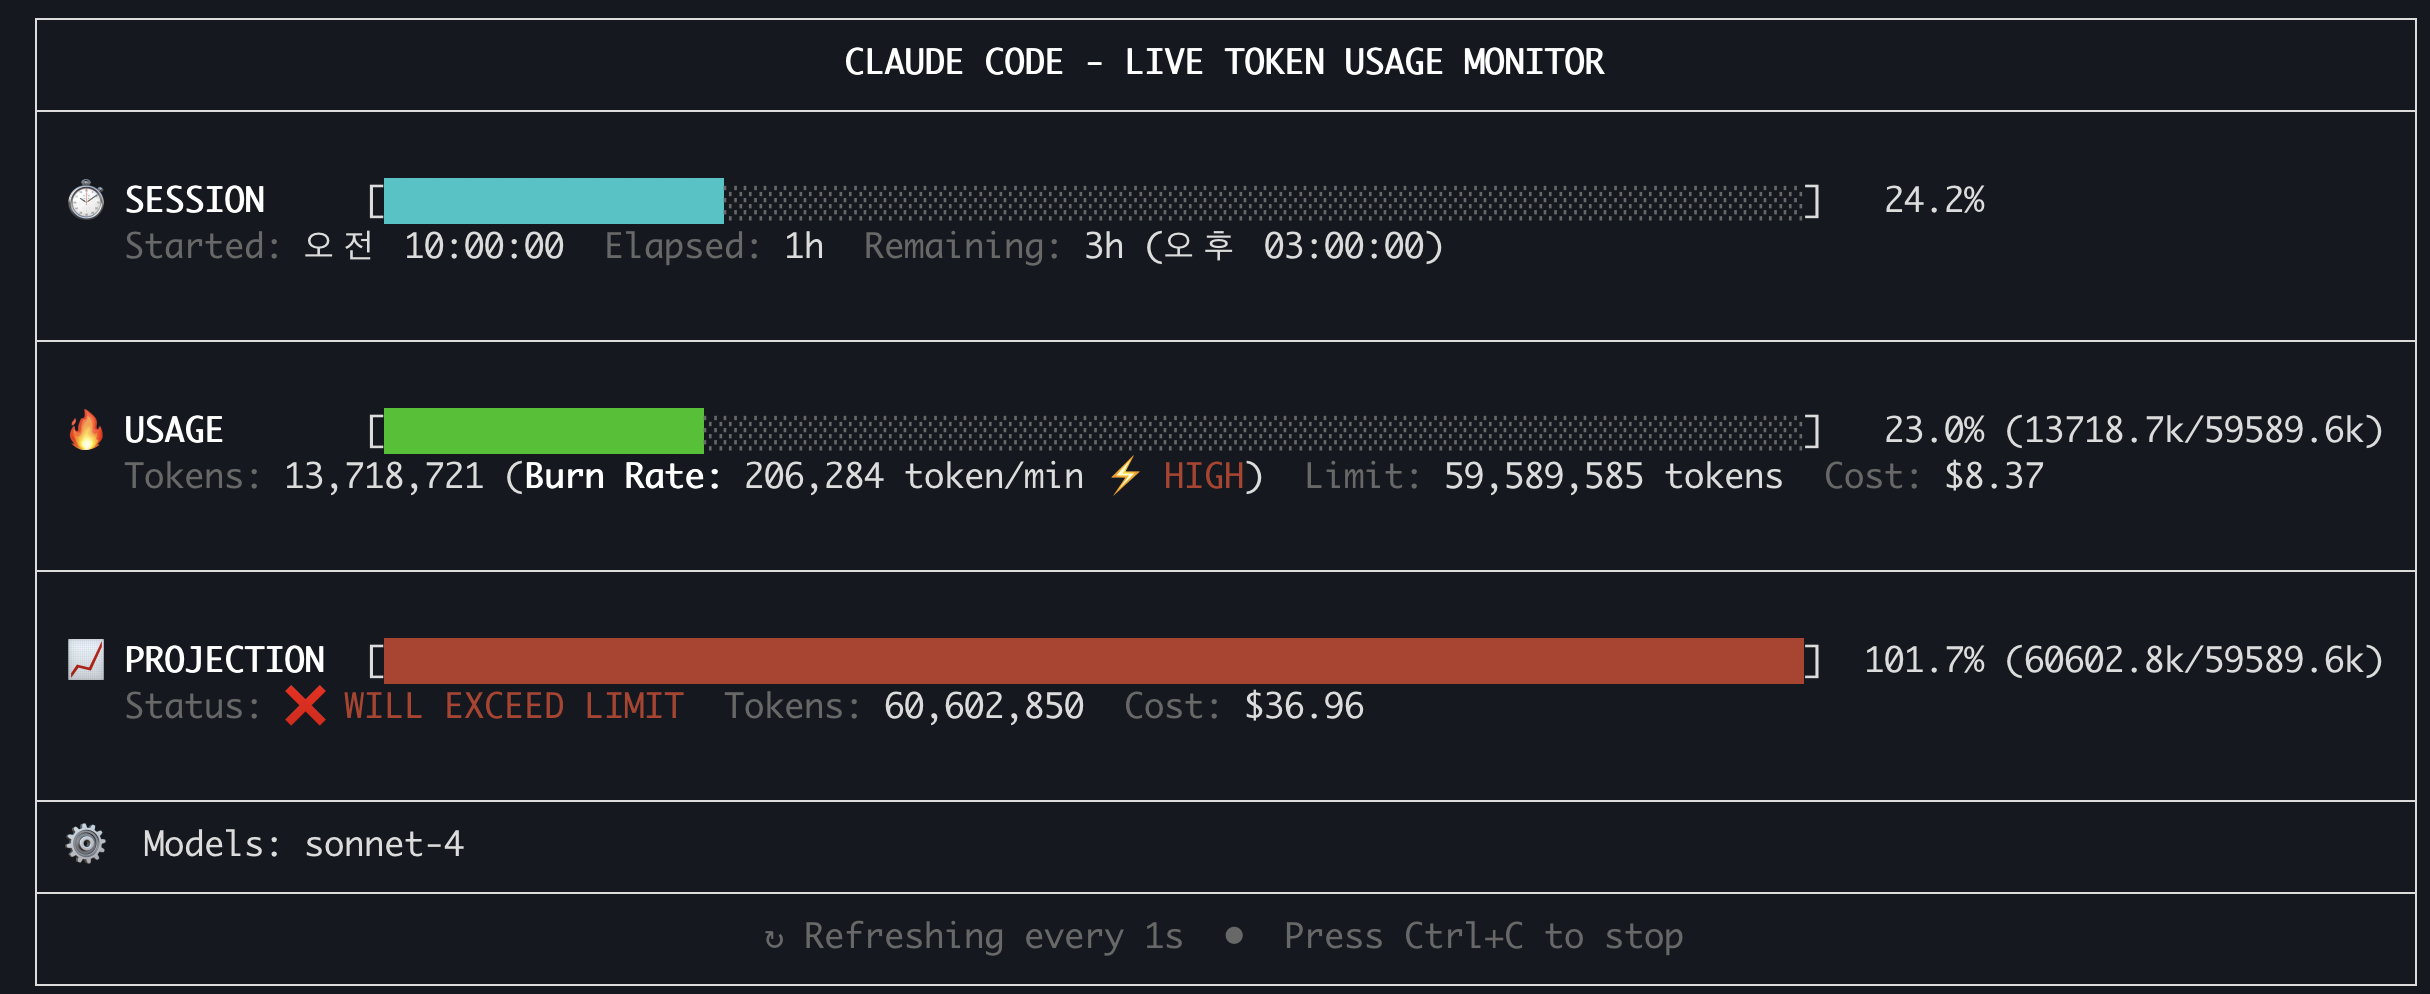 CLAUDE CODE - LIVE TOKEN USAGE MONITOR
SESSION [ ] 24.2%
Started: 오전 10:00:00 Elapsed: 1h Remaining: 3h (오후 03:00:00)
USAGE [ ] 23.0% (13718.7k/59589.6k)
Tokens: 13,718,721 (Burn Rate: 206,284 token/min ⚡ HIGH) Limit: 59,589,585 tokens Cost: $8.37
PROJECTION [ ] 101.7% (60602.8k/59589.6k)
Status: ❌ WILL EXCEED LIMIT Tokens: 60,602,850 Cost: $36.96
Models: sonnet-4
↻ Refreshing every 1s • Press Ctrl+C to stop